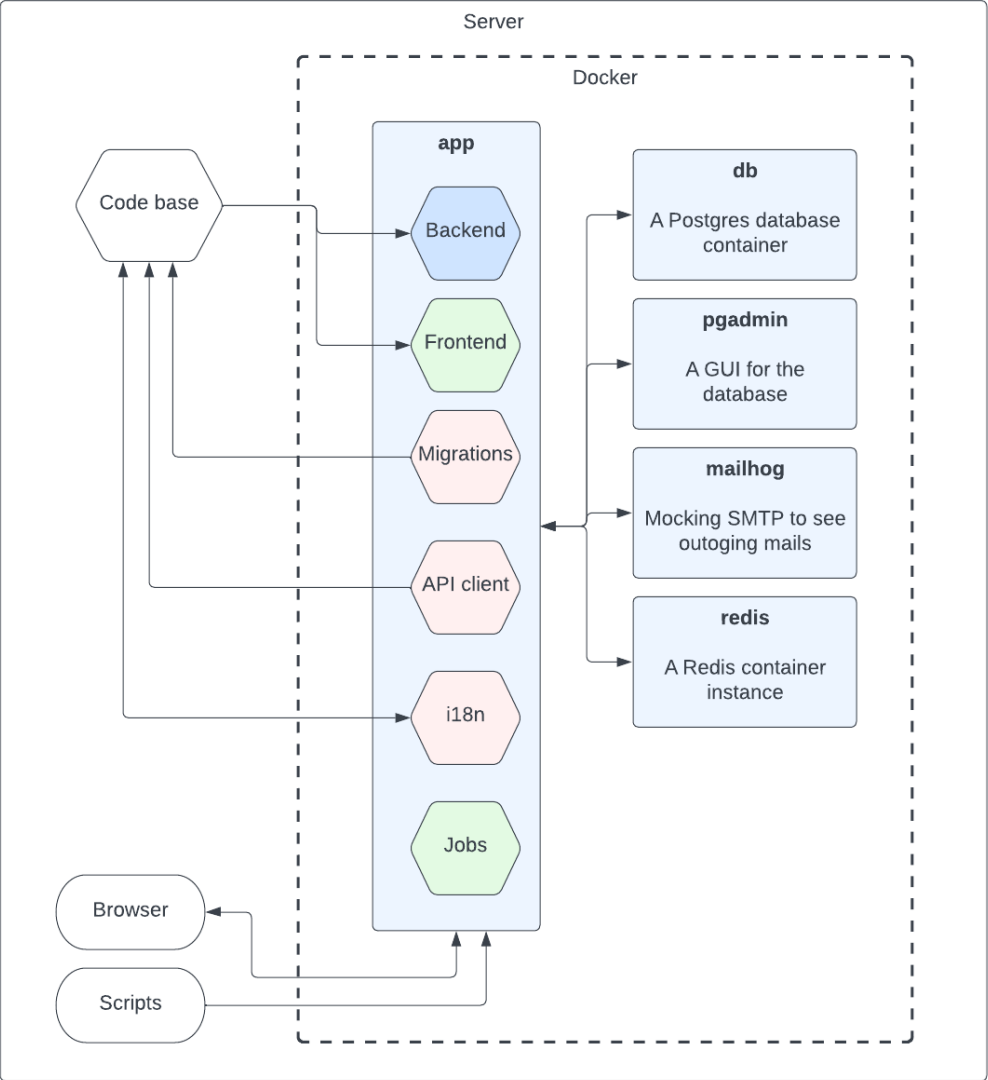 Server
Docker
app
Code base
Backend
Frontend
Migrations
API client
i18n
Jobs
db
A Postgres database
container
pgadmin
A GUI for the
database
mailhog
Mocking SMTP to see
outoging mails
redis
A Redis container
instance
Browser
Scripts